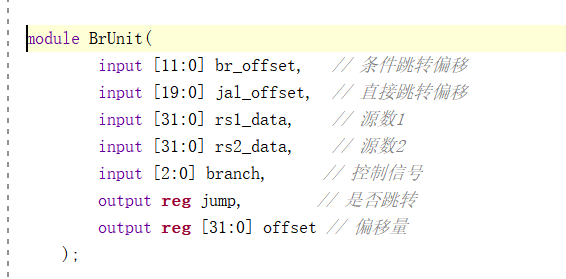 module BrUnit(
input [11:0] br_offset, // 条件跳转偏移
input [19:0] jal_offset, // 直接跳转偏移
input [31:0] rs1_data, // 源数1
input [31:0] rs2_data, // 源数2
input [2:0] branch, // 控制信号
output reg jump, // 是否跳转
output reg [31:0] offset // 偏移量
);